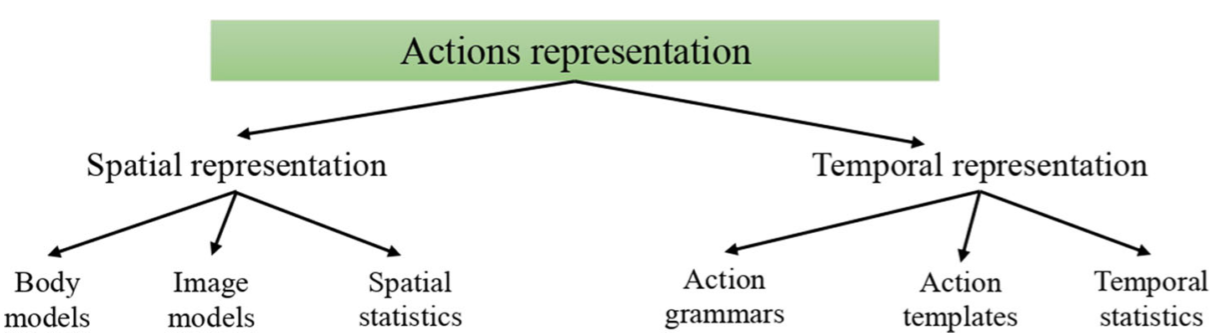 Actions representation
Spatial representation
Temporal representation
Body
models
Image
models
Spatial
statistics
Action
grammars
Action
templates
Temporal
statistics